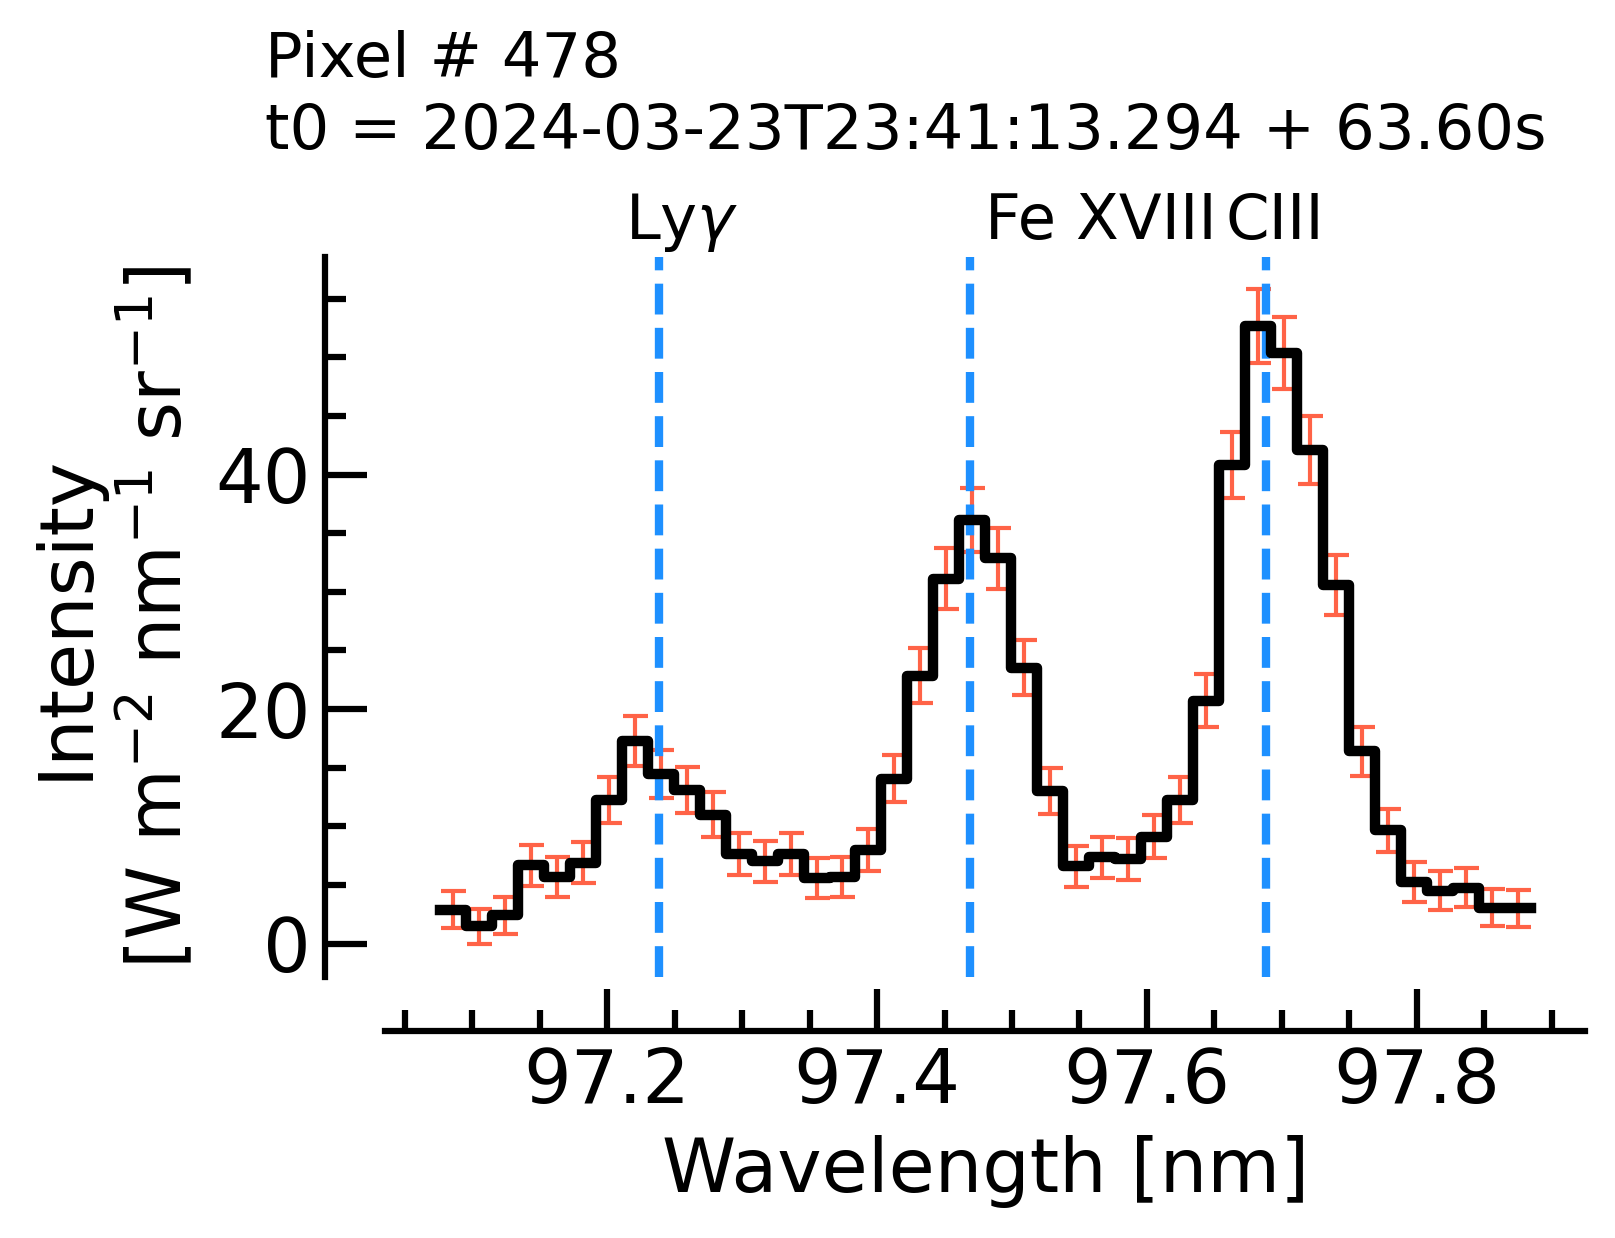 Pixel # 478
t0 = 2024-03-23T23:41:13.294 + 63.60s
Lyγ Fe XVIII CIII
Intensity
[W m⁻² nm⁻¹ sr⁻¹]
40
20
0
97.2 97.4 97.6 97.8
Wavelength [nm]